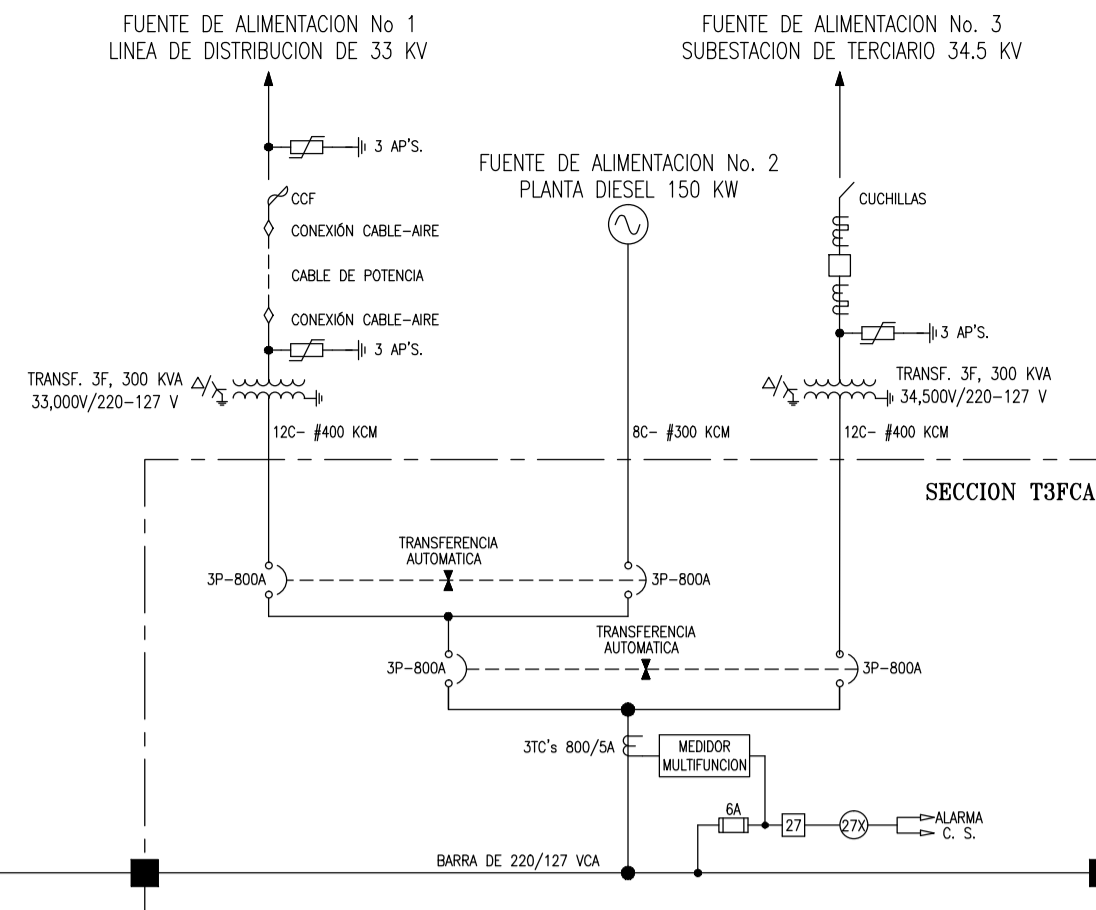 FUENTE DE ALIMENTACION No 1
LINEA DE DISTRIBUCION DE 33 KV
FUENTE DE ALIMENTACION No. 3
SUBESTACION DE TERCIARIO 34.5 KV
3 AP'S.
FUENTE DE ALIMENTACION No. 2
PLANTA DIESEL 150 KW
CCF
CUCHILLAS
CONEXIÓN CABLE-AIRE
CABLE DE POTENCIA
CONEXIÓN CABLE-AIRE
3 AP'S.
3 AP'S.
TRANSF. 3F, 300 KVA
33,000V/220-127 V
TRANSF. 3F, 300 KVA
34,500V/220-127 V
12C- #400 KCM
8C- #300 KCM
12C- #400 KCM
SECCION T3FCA
TRANSFERENCIA
AUTOMATICA
3P-800A
3P-800A
TRANSFERENCIA
AUTOMATICA
3P-800A
3P-800A
3TC's 800/5A
MEDIDOR
MULTIFUNCION
6A
27
27X
ALARMA
C. S.
BARRA DE 220/127 VCA